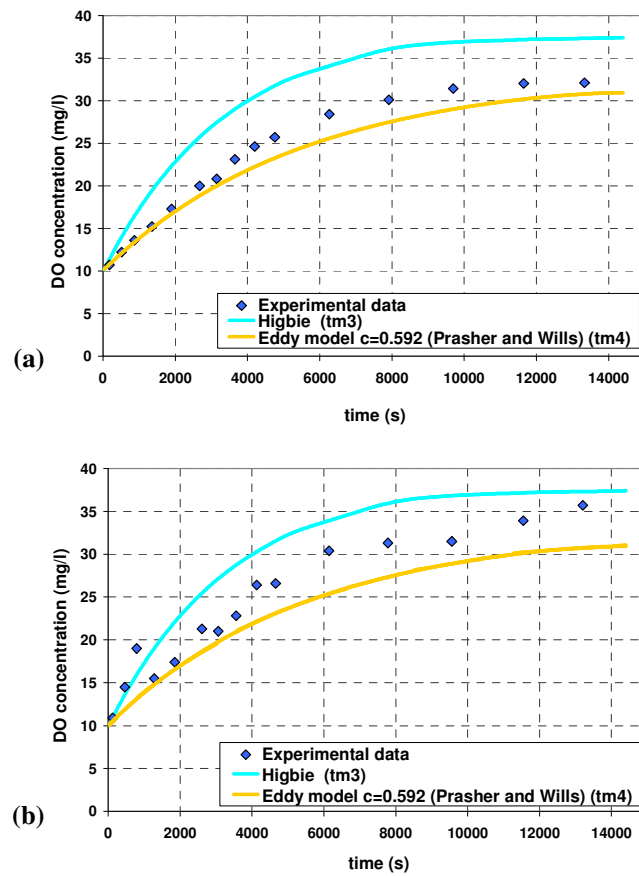 40
35
30
25
20
15
10
5
0
DO concentration (mg/l)
Experimental data
Higbie (tm3)
Eddy model c=0.592 (Prasher and Wills) (tm4)
0 2000 4000 6000 8000 10000 12000 14000
time (s)
(a)
40
35
30
25
20
15
10
5
0
DO concentration (mg/l)
Experimental data
Higbie (tm3)
Eddy model c=0.592 (Prasher and Wills) (tm4)
0 2000 4000 6000 8000 10000 12000 14000
time (s)
(b)